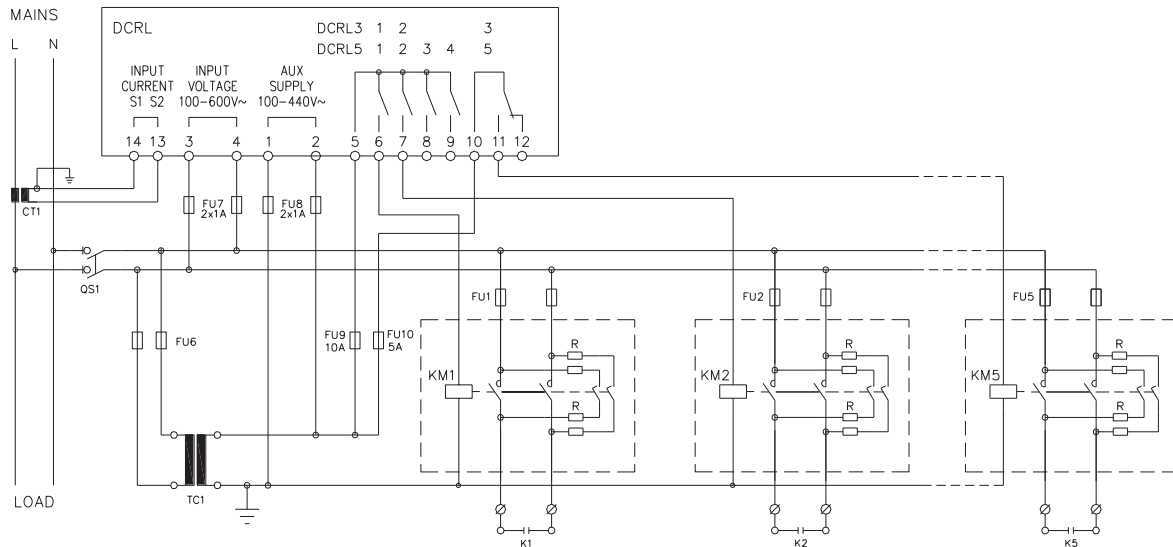 MAINS
L N
DCRL
DCRL3 1 2 3
DCRL5 1 2 3 4 5
INPUT CURRENT
S1 S2
INPUT VOLTAGE
100-600V~
AUX SUPPLY
100-440V~
14 13 3 4 1 2 5 6 7 8 9 10 11 12
CT1
FU7
2x1A
FU8
2x1A
QS1
FU6
FU9
10A
FU10
5A
FU1
FU2
FU5
KM1
R
R
KM2
R
R
KM5
R
R
LOAD
TC1
K1
K2
K5